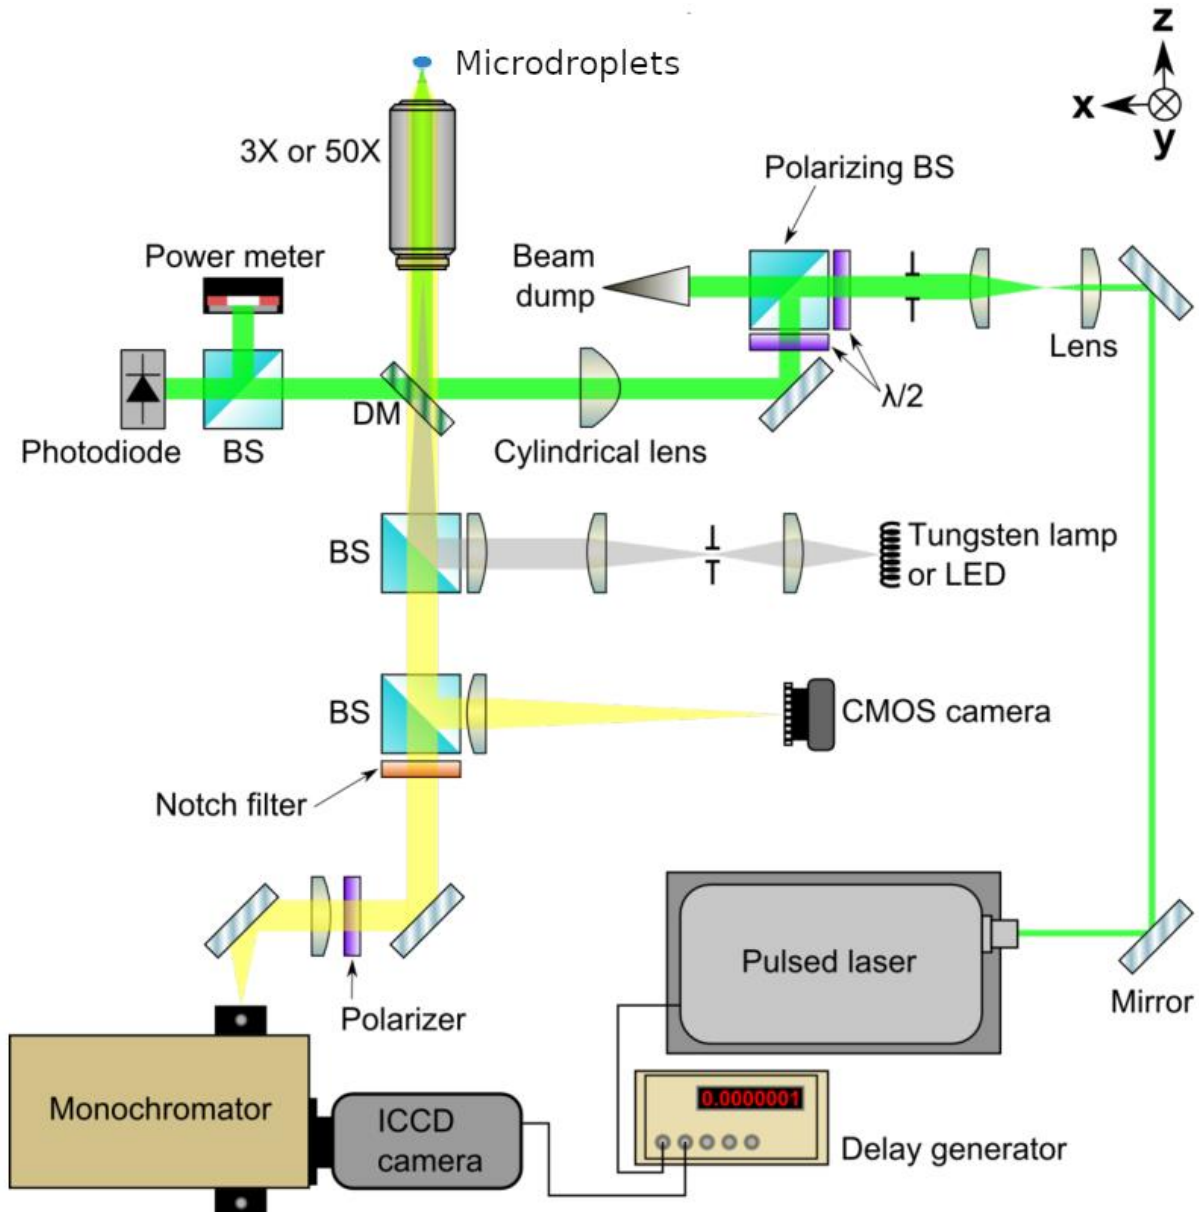 z
x
y
Microdroplets
3X or 50X
Polarizing BS
Power meter
Beam
dump
Lens
λ/2
DM
Photodiode
BS
Cylindrical lens
BS
Tungsten lamp
or LED
BS
CMOS camera
Notch filter
Pulsed laser
Mirror
Polarizer
0.0000001
Monochromator
ICCD
camera
Delay generator